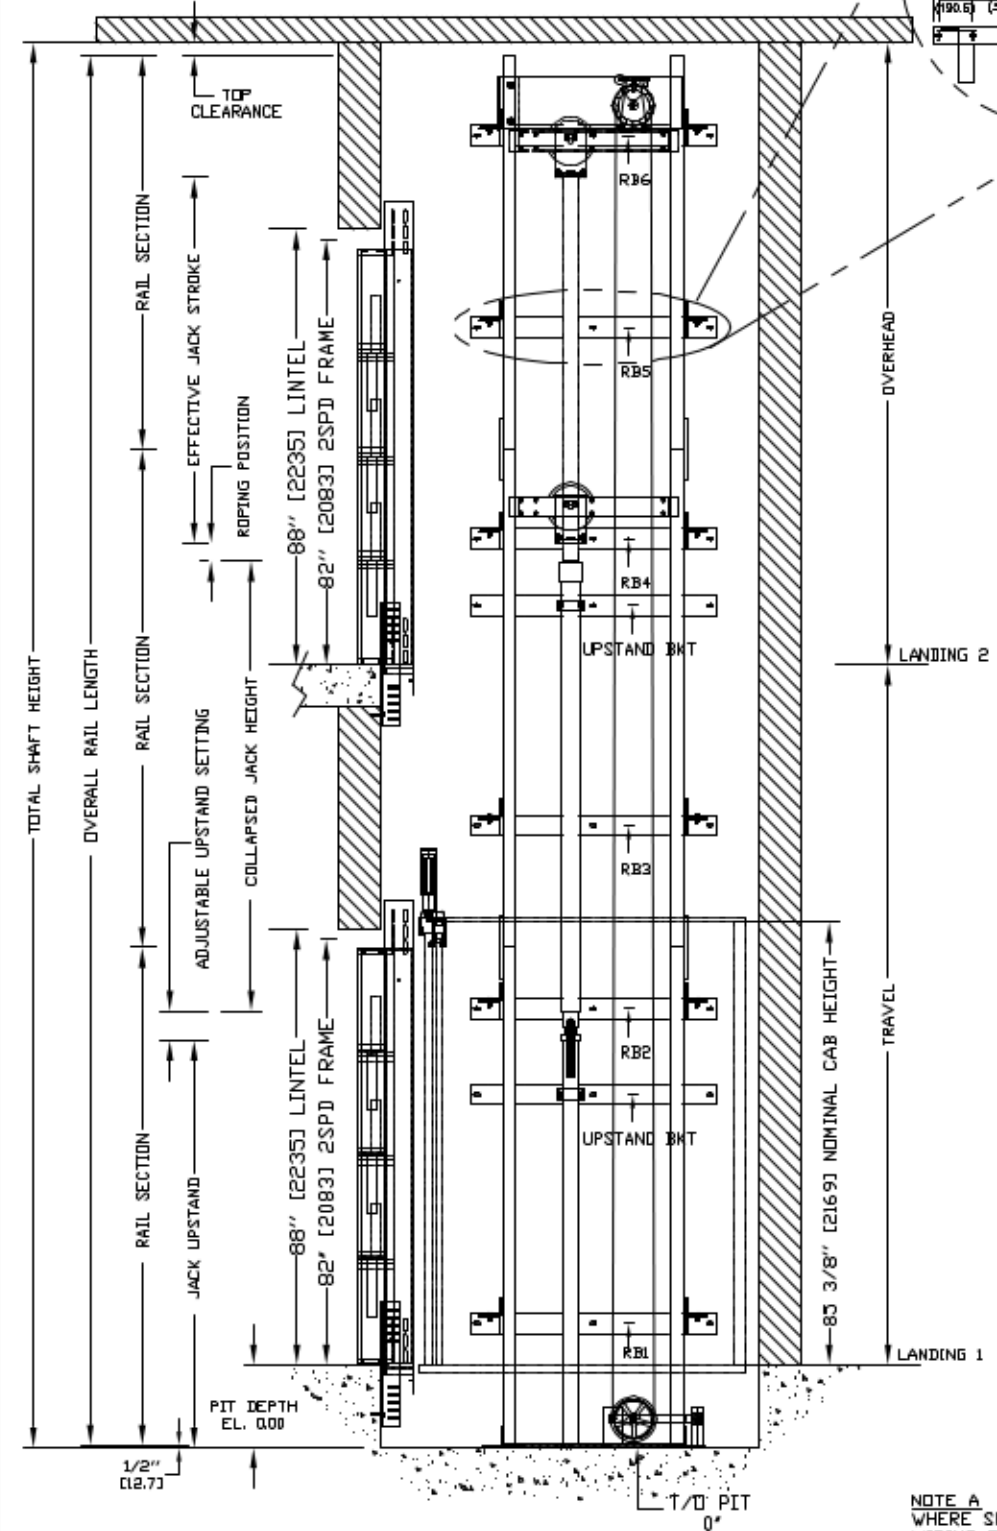 [190.5]
TOP
CLEARANCE
RB6
RAIL SECTION
EFFECTIVE JACK STROKE
ROPING POSITION
88" [2235] LINTEL
82" [2083] 2SPD FRAME
RB5
OVERHEAD
RB4
UPSTAND BKT
LANDING 2
TOTAL SHAFT HEIGHT
OVERALL RAIL LENGTH
RAIL SECTION
ADJUSTABLE UPSTAND SETTING
COLLAPSED JACK HEIGHT
RB3
RB2
UPSTAND BKT
85 3/8" [2169] NOMINAL CAB HEIGHT
TRAVEL
RAIL SECTION
JACK UPSTAND
88" [2235] LINTEL
82" [2083] 2SPD FRAME
RB1
LANDING 1
PIT DEPTH
EL. 0.00
1/2"
[12.7]
T/O PIT
0"
NOTE A
WHERE